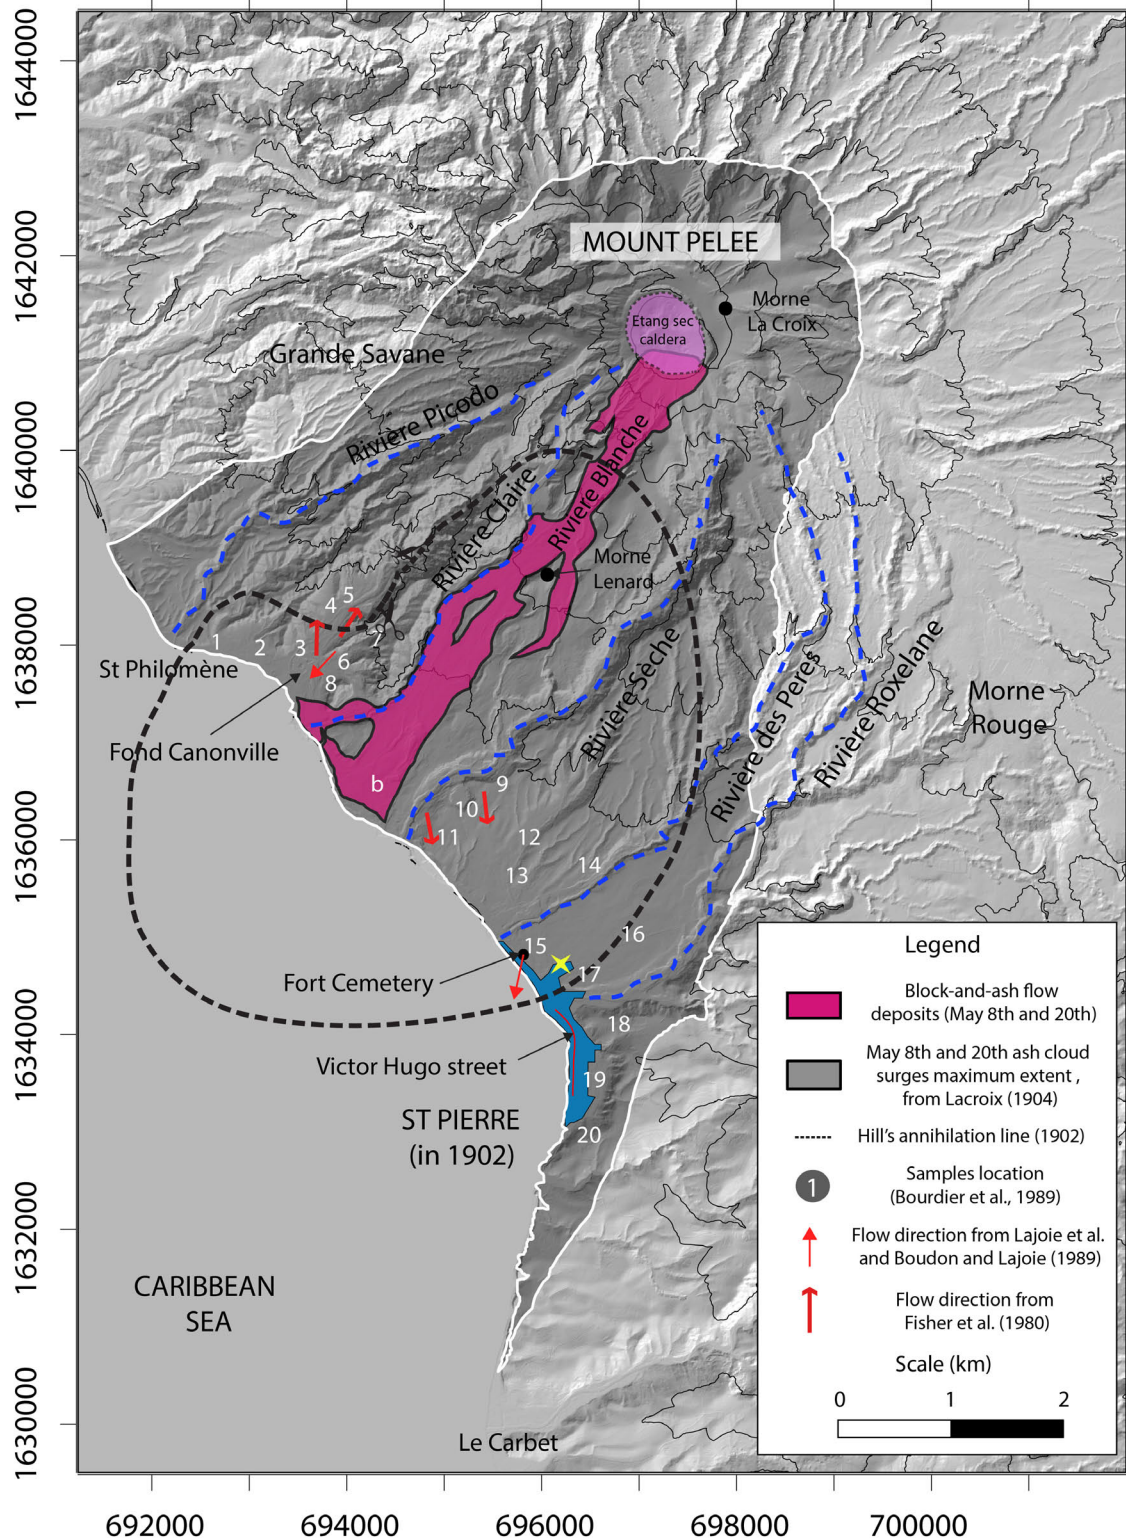 1644000
1642000
1640000
1638000
1636000
1634000
1632000
1630000
MOUNT PELEE
Morne
La Croix
Etang sec
caldera
Grande Savane
Rivière Picodo
Rivière Claire
Rivière Blanche
Morne
Lenard
5
4
1
2
3
7
6
8
St Philomène
Fond Canonville
b
Rivière Sèche
Rivière des Peres
Rivière Roxelane
Morne
Rouge
9
10
11
12
13
14
15
16
17
18
19
20
Fort Cemetery
Victor Hugo street
ST PIERRE
(in 1902)
CARIBBEAN
SEA
Le Carbet
Legend
Block-and-ash flow
deposits (May 8th and 20th)
May 8th and 20th ash cloud
surges maximum extent ,
from Lacroix (1904)
Hill's annihilation line (1902)
1
Samples location
(Bourdier et al., 1989)
Flow direction from Lajoie et al.
and Boudon and Lajoie (1989)
Flow direction from
Fisher et al. (1980)
Scale (km)
0
1
2
692000
694000
696000
698000
700000